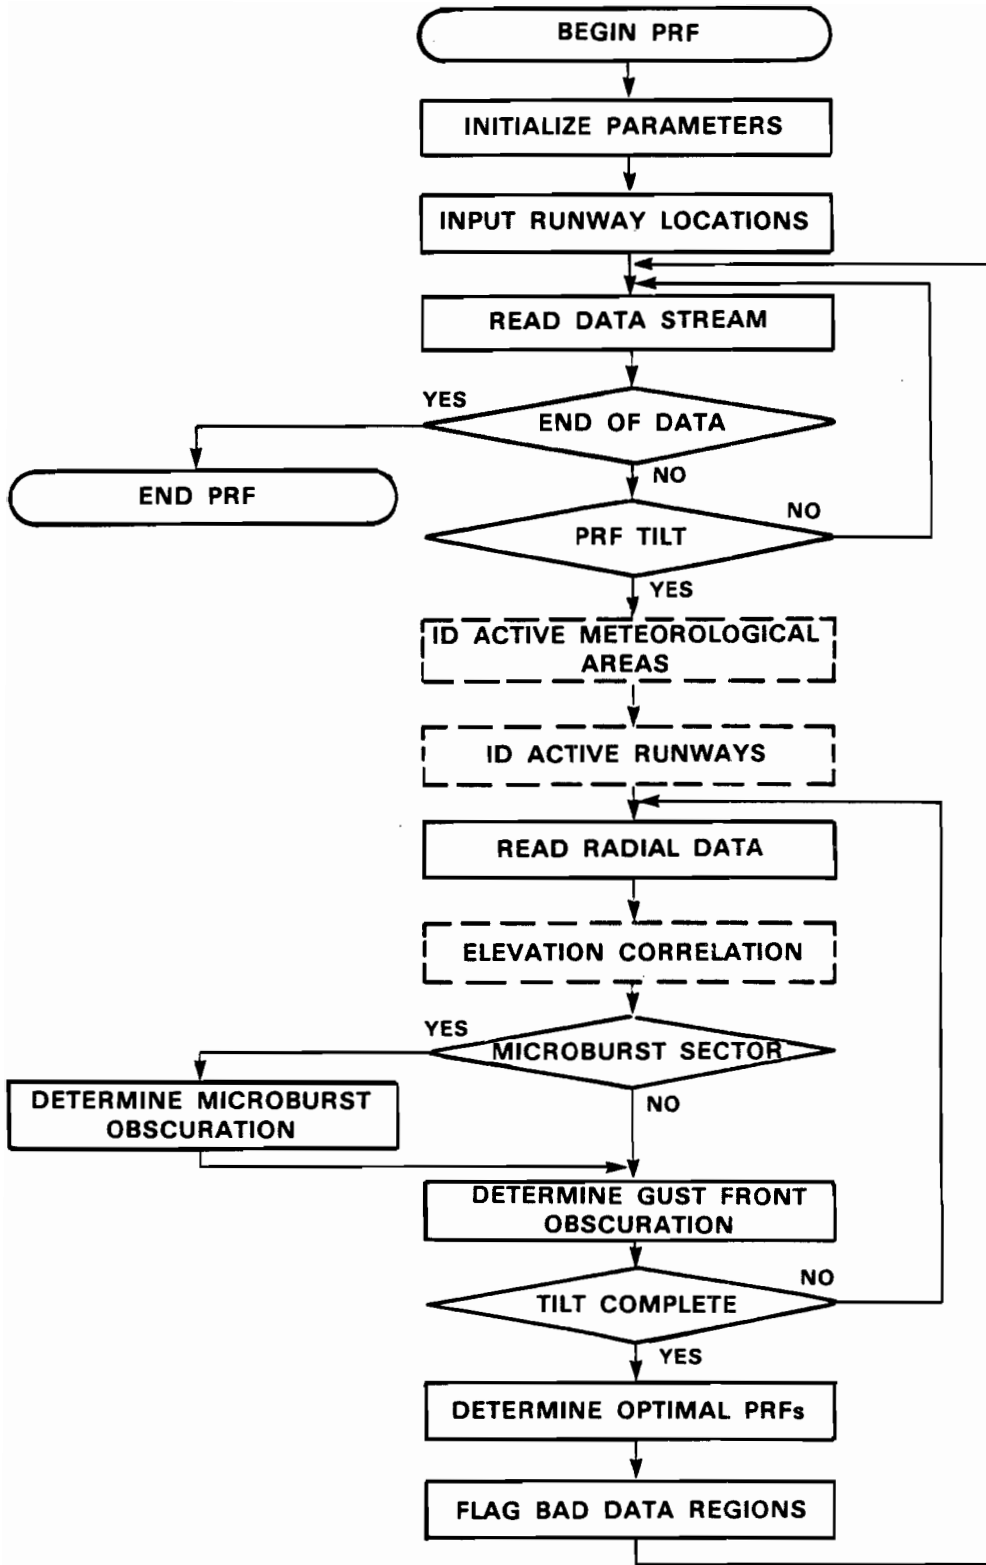 BEGIN PRF
INITIALIZE PARAMETERS
INPUT RUNWAY LOCATIONS
READ DATA STREAM
YES
END OF DATA
NO
END PRF
PRF TILT
NO
YES
ID ACTIVE METEOROLOGICAL
AREAS
ID ACTIVE RUNWAYS
READ RADIAL DATA
ELEVATION CORRELATION
YES
MICROBURST SECTOR
NO
DETERMINE MICROBURST
OBSCURATION
DETERMINE GUST FRONT
OBSCURATION
NO
TILT COMPLETE
YES
DETERMINE OPTIMAL PRFs
FLAG BAD DATA REGIONS